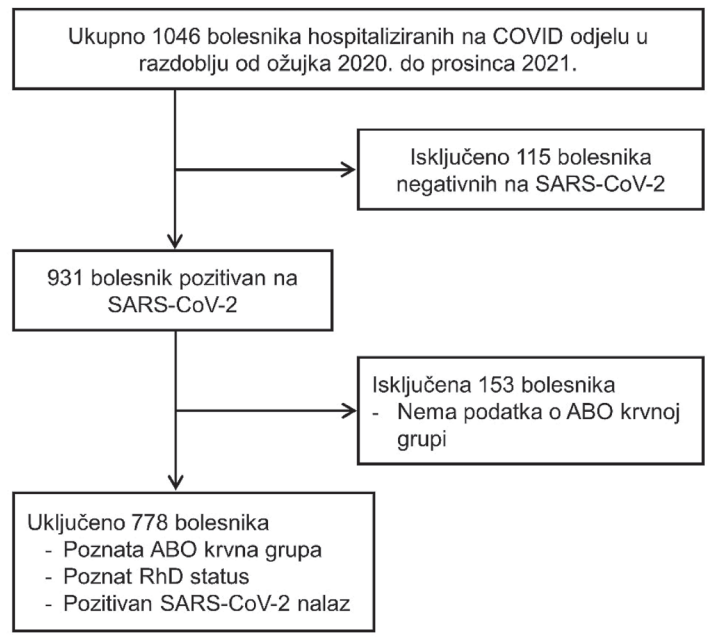 Ukupno 1046 bolesnika hospitaliziranih na COVID odjelu u
razdoblju od ožujka 2020. do prosinca 2021.
Isključeno 115 bolesnika
negativnih na SARS-CoV-2
931 bolesnik pozitivan na
SARS-CoV-2
Isključena 153 bolesnika
- Nema podatka o ABO krvnoj
grupi
Uključeno 778 bolesnika
- Poznata ABO krvna grupa
- Poznat RhD status
- Pozitivan SARS-CoV-2 nalaz